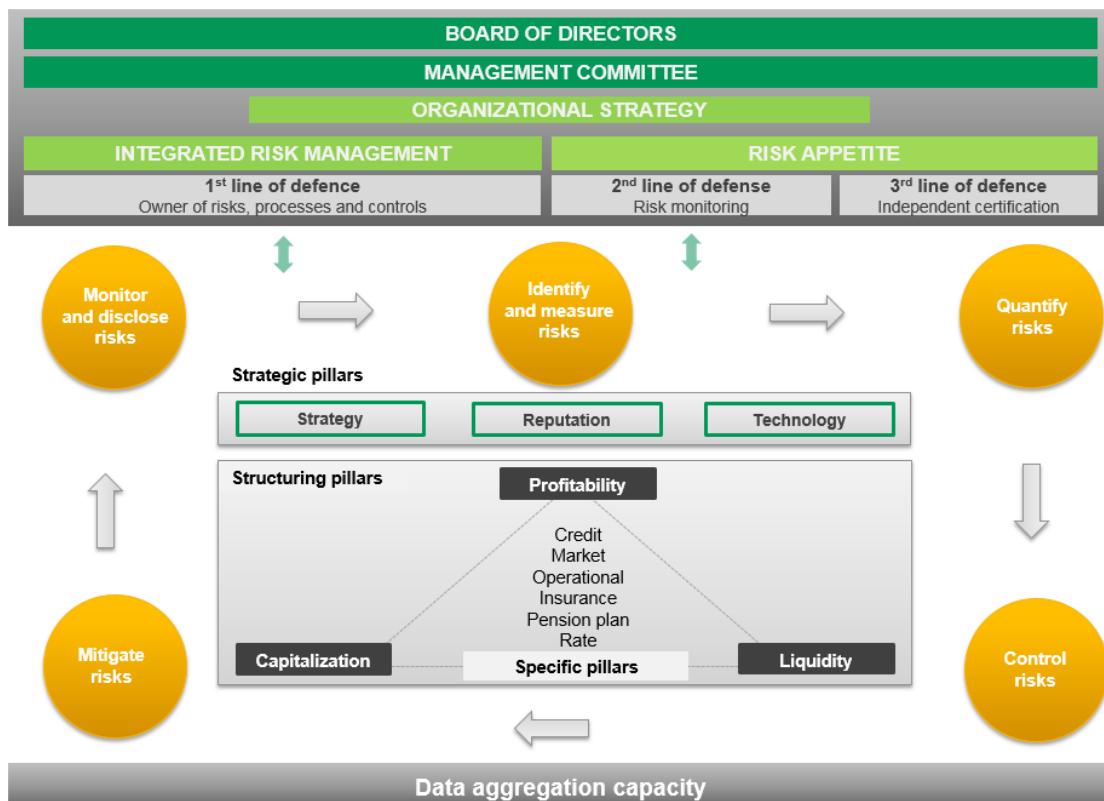 BOARD OF DIRECTORS
MANAGEMENT COMMITTEE
ORGANIZATIONAL STRATEGY
INTEGRATED RISK MANAGEMENT
RISK APPETITE
1st line of defence
Owner of risks, processes and controls
2nd line of defense
Risk monitoring
3rd line of defence
Independent certification
Monitor
and disclose
risks
Identify
and measure
risks
Quantify
risks
Strategic pillars
Strategy
Reputation
Technology
Structuring pillars
Profitability
Credit
Market
Operational
Insurance
Pension plan
Rate
Capitalization
Specific pillars
Liquidity
Mitigate
risks
Control
risks
Data aggregation capacity